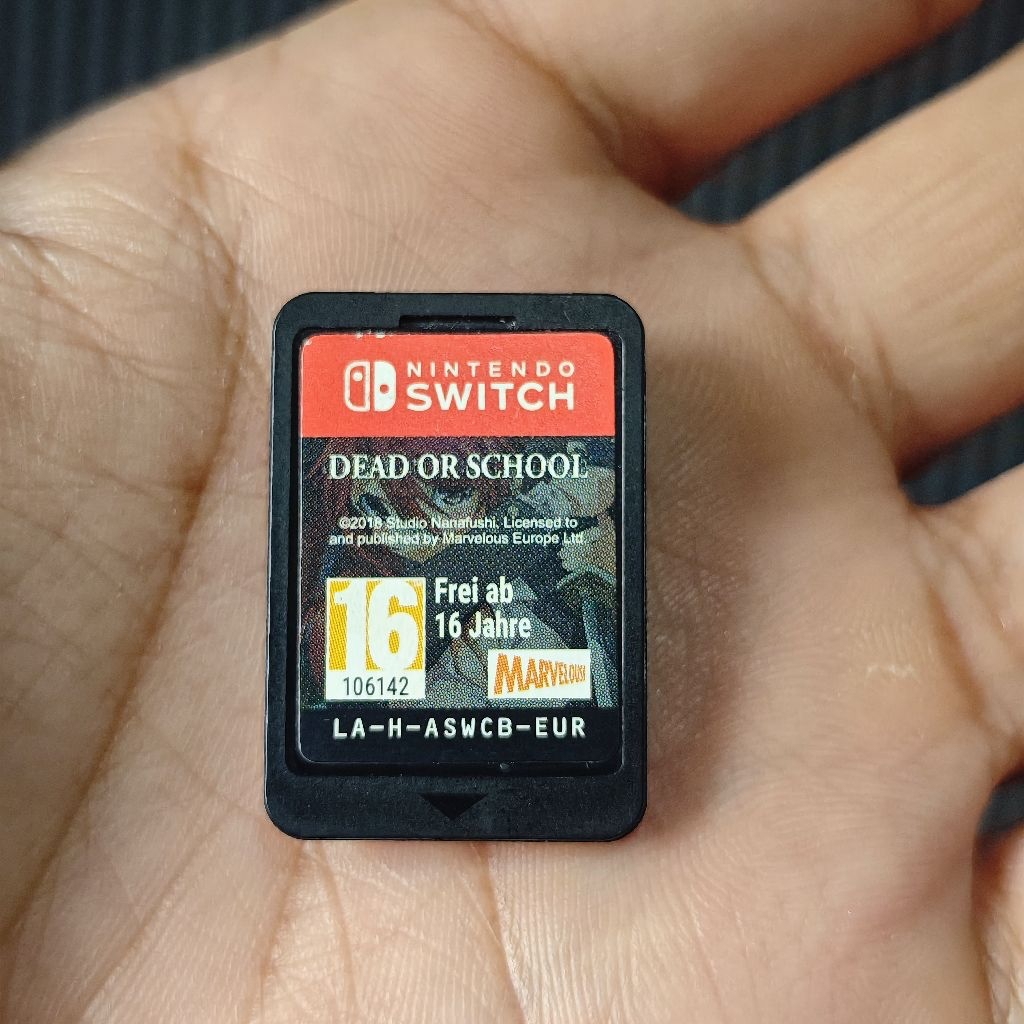 NINTENDO
SWITCH
DEAD OR SCHOOL
©2018 Studio Nanafushi. Licensed to
and published by Marvelous Europe Ltd.
16
Frei ab
16 Jahre
106142
MARVELOUS!
LA-H-ASWCB-EUR